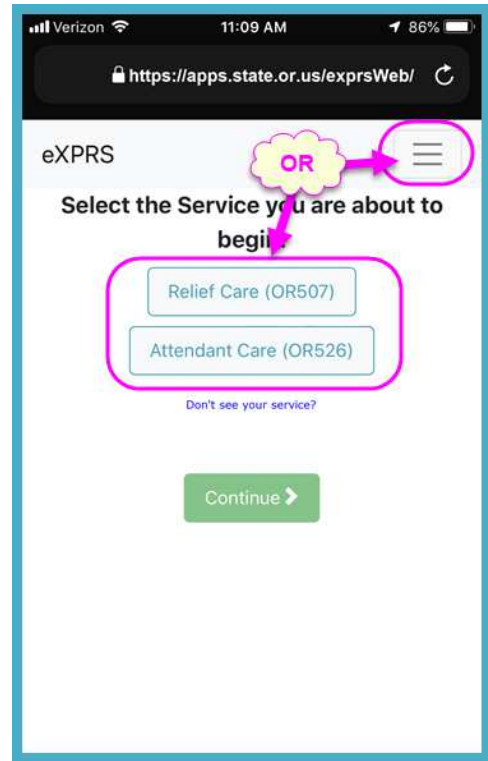 Verizon 11:09 AM 86%
https://apps.state.or.us/exprsWeb/
eXPRS
OR
Select the Service you are about to
begin:
Relief Care (OR507)
Attendant Care (OR526)
Don't see your service?
Continue